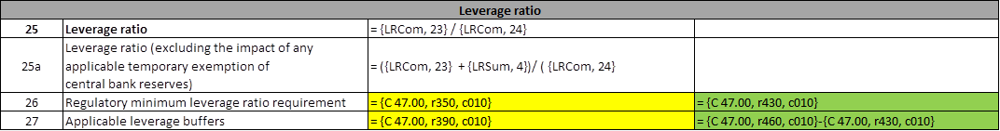 Leverage ratio
25 Leverage ratio = {LRCom, 23} / {LRCom, 24}
Leverage ratio (excluding the impact of any
25a applicable temporary exemption of = ({LRCom, 23} + {LRSum, 4})/ ( {LRCom, 24}
central bank reserves)
26 Regulatory minimum leverage ratio requirement = {C 47.00, r350, c010} = {C 47.00, r430, c010}
27 Applicable leverage buffers = {C 47.00, r390, c010} = {C 47.00, r460, c010}-{C 47.00, r430, c010}